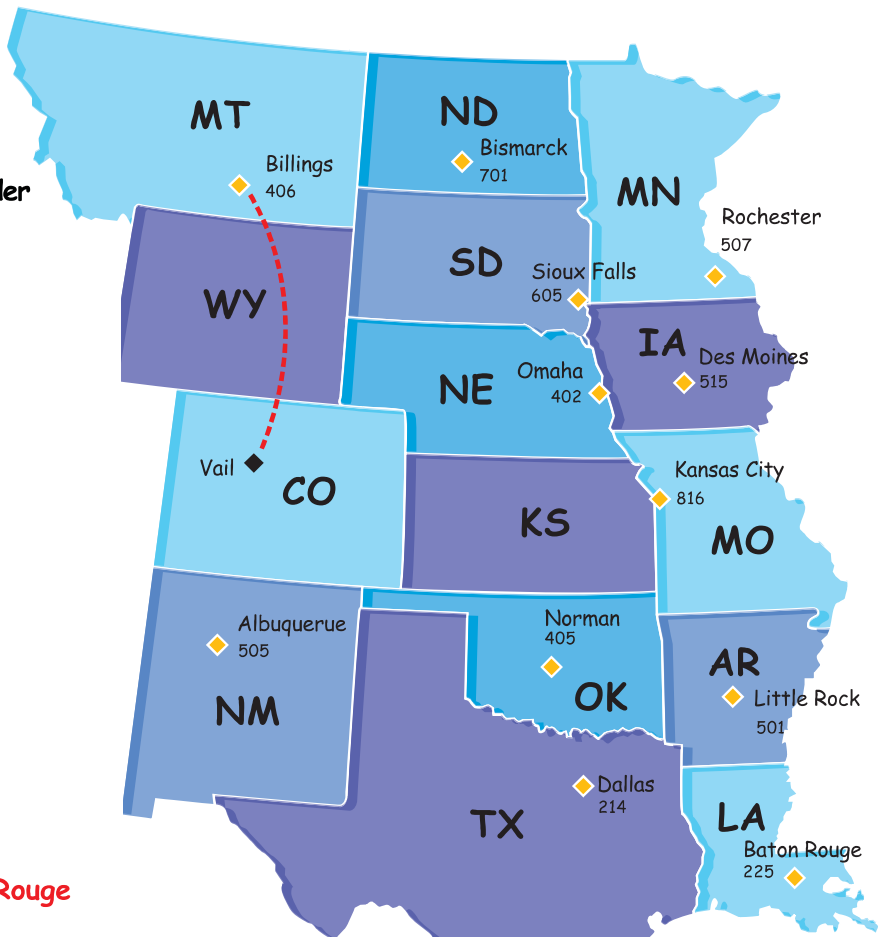 MT
ND
Billings
406
Bismarck
701
MN
Rochester
507
WY
SD
Sioux Falls
605
IA
Des Moines
515
NE
Omaha
402
Vail
CO
Kansas City
816
KS
MO
Albuquerue
505
Norman
405
NM
OK
AR
Little Rock
501
Dallas
214
TX
LA
Baton Rouge
225
Rouge